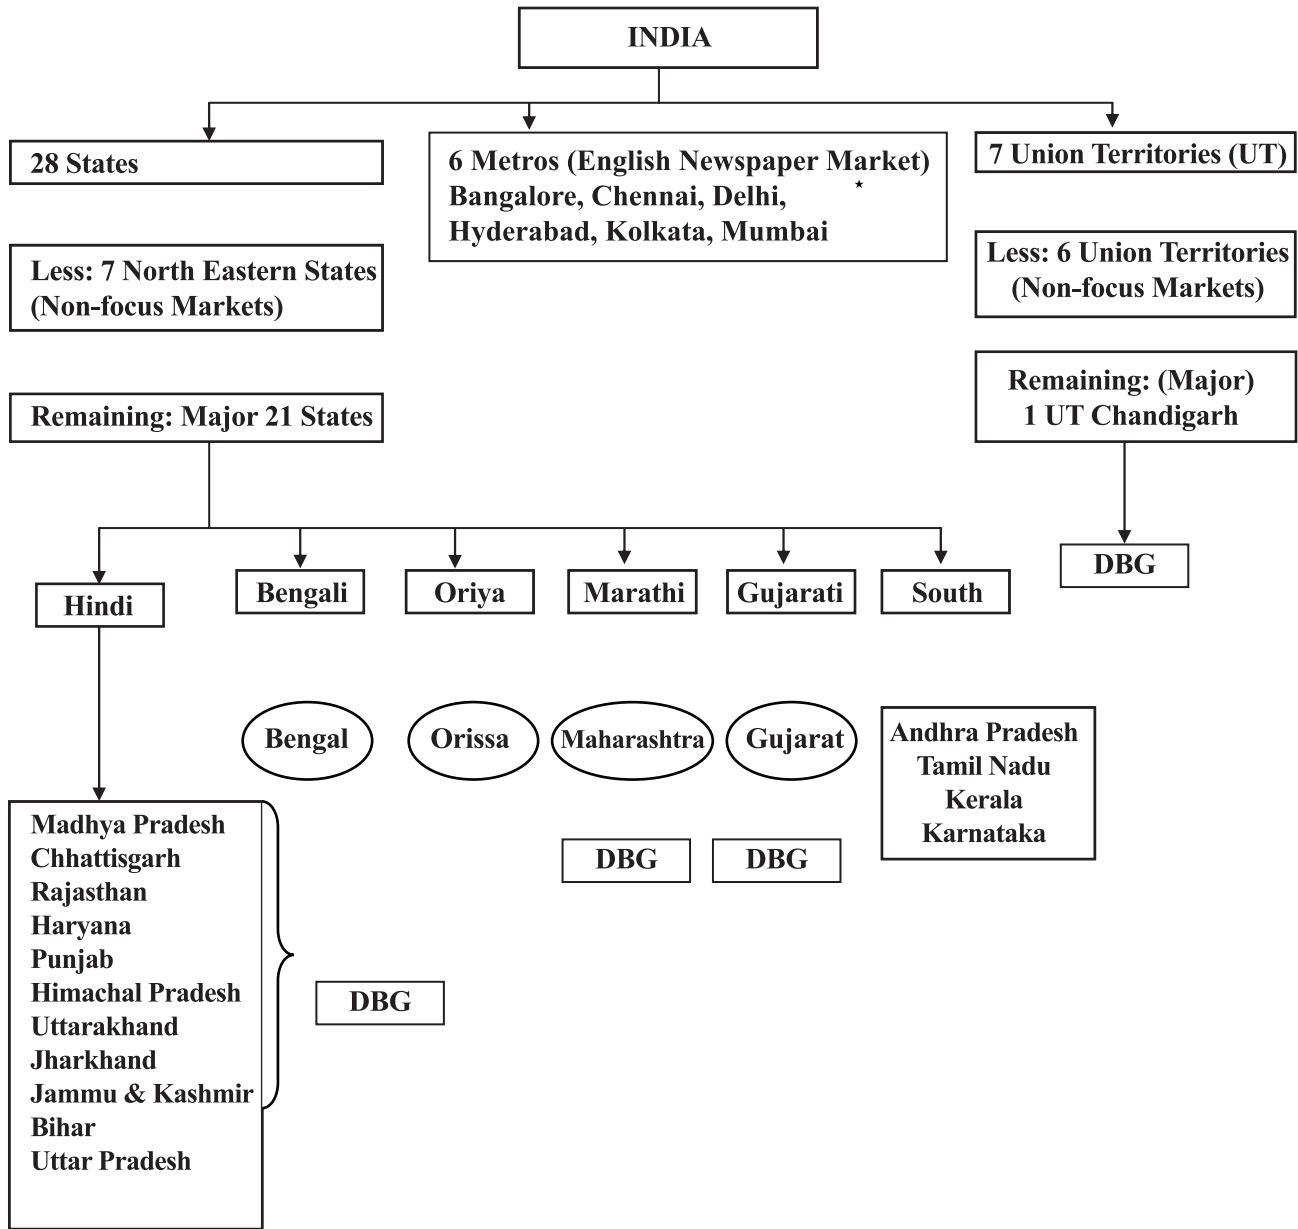 INDIA
28 States
6 Metros (English Newspaper Market)
Bangalore, Chennai, Delhi,
Hyderabad, Kolkata, Mumbai
7 Union Territories (UT)
Less: 7 North Eastern States
(Non-focus Markets)
Less: 6 Union Territories
(Non-focus Markets)
Remaining: Major 21 States
Remaining: (Major)
1 UT Chandigarh
DBG
Hindi
Bengali
Oriya
Marathi
Gujarati
South
Bengal
Orissa
Maharashtra
Gujarat
Andhra Pradesh
Tamil Nadu
Kerala
Karnataka
DBG
DBG
Madhya Pradesh
Chhattisgarh
Rajasthan
Haryana
Punjab
Himachal Pradesh
Uttarakhand
Jharkhand
Jammu & Kashmir
Bihar
Uttar Pradesh
DBG